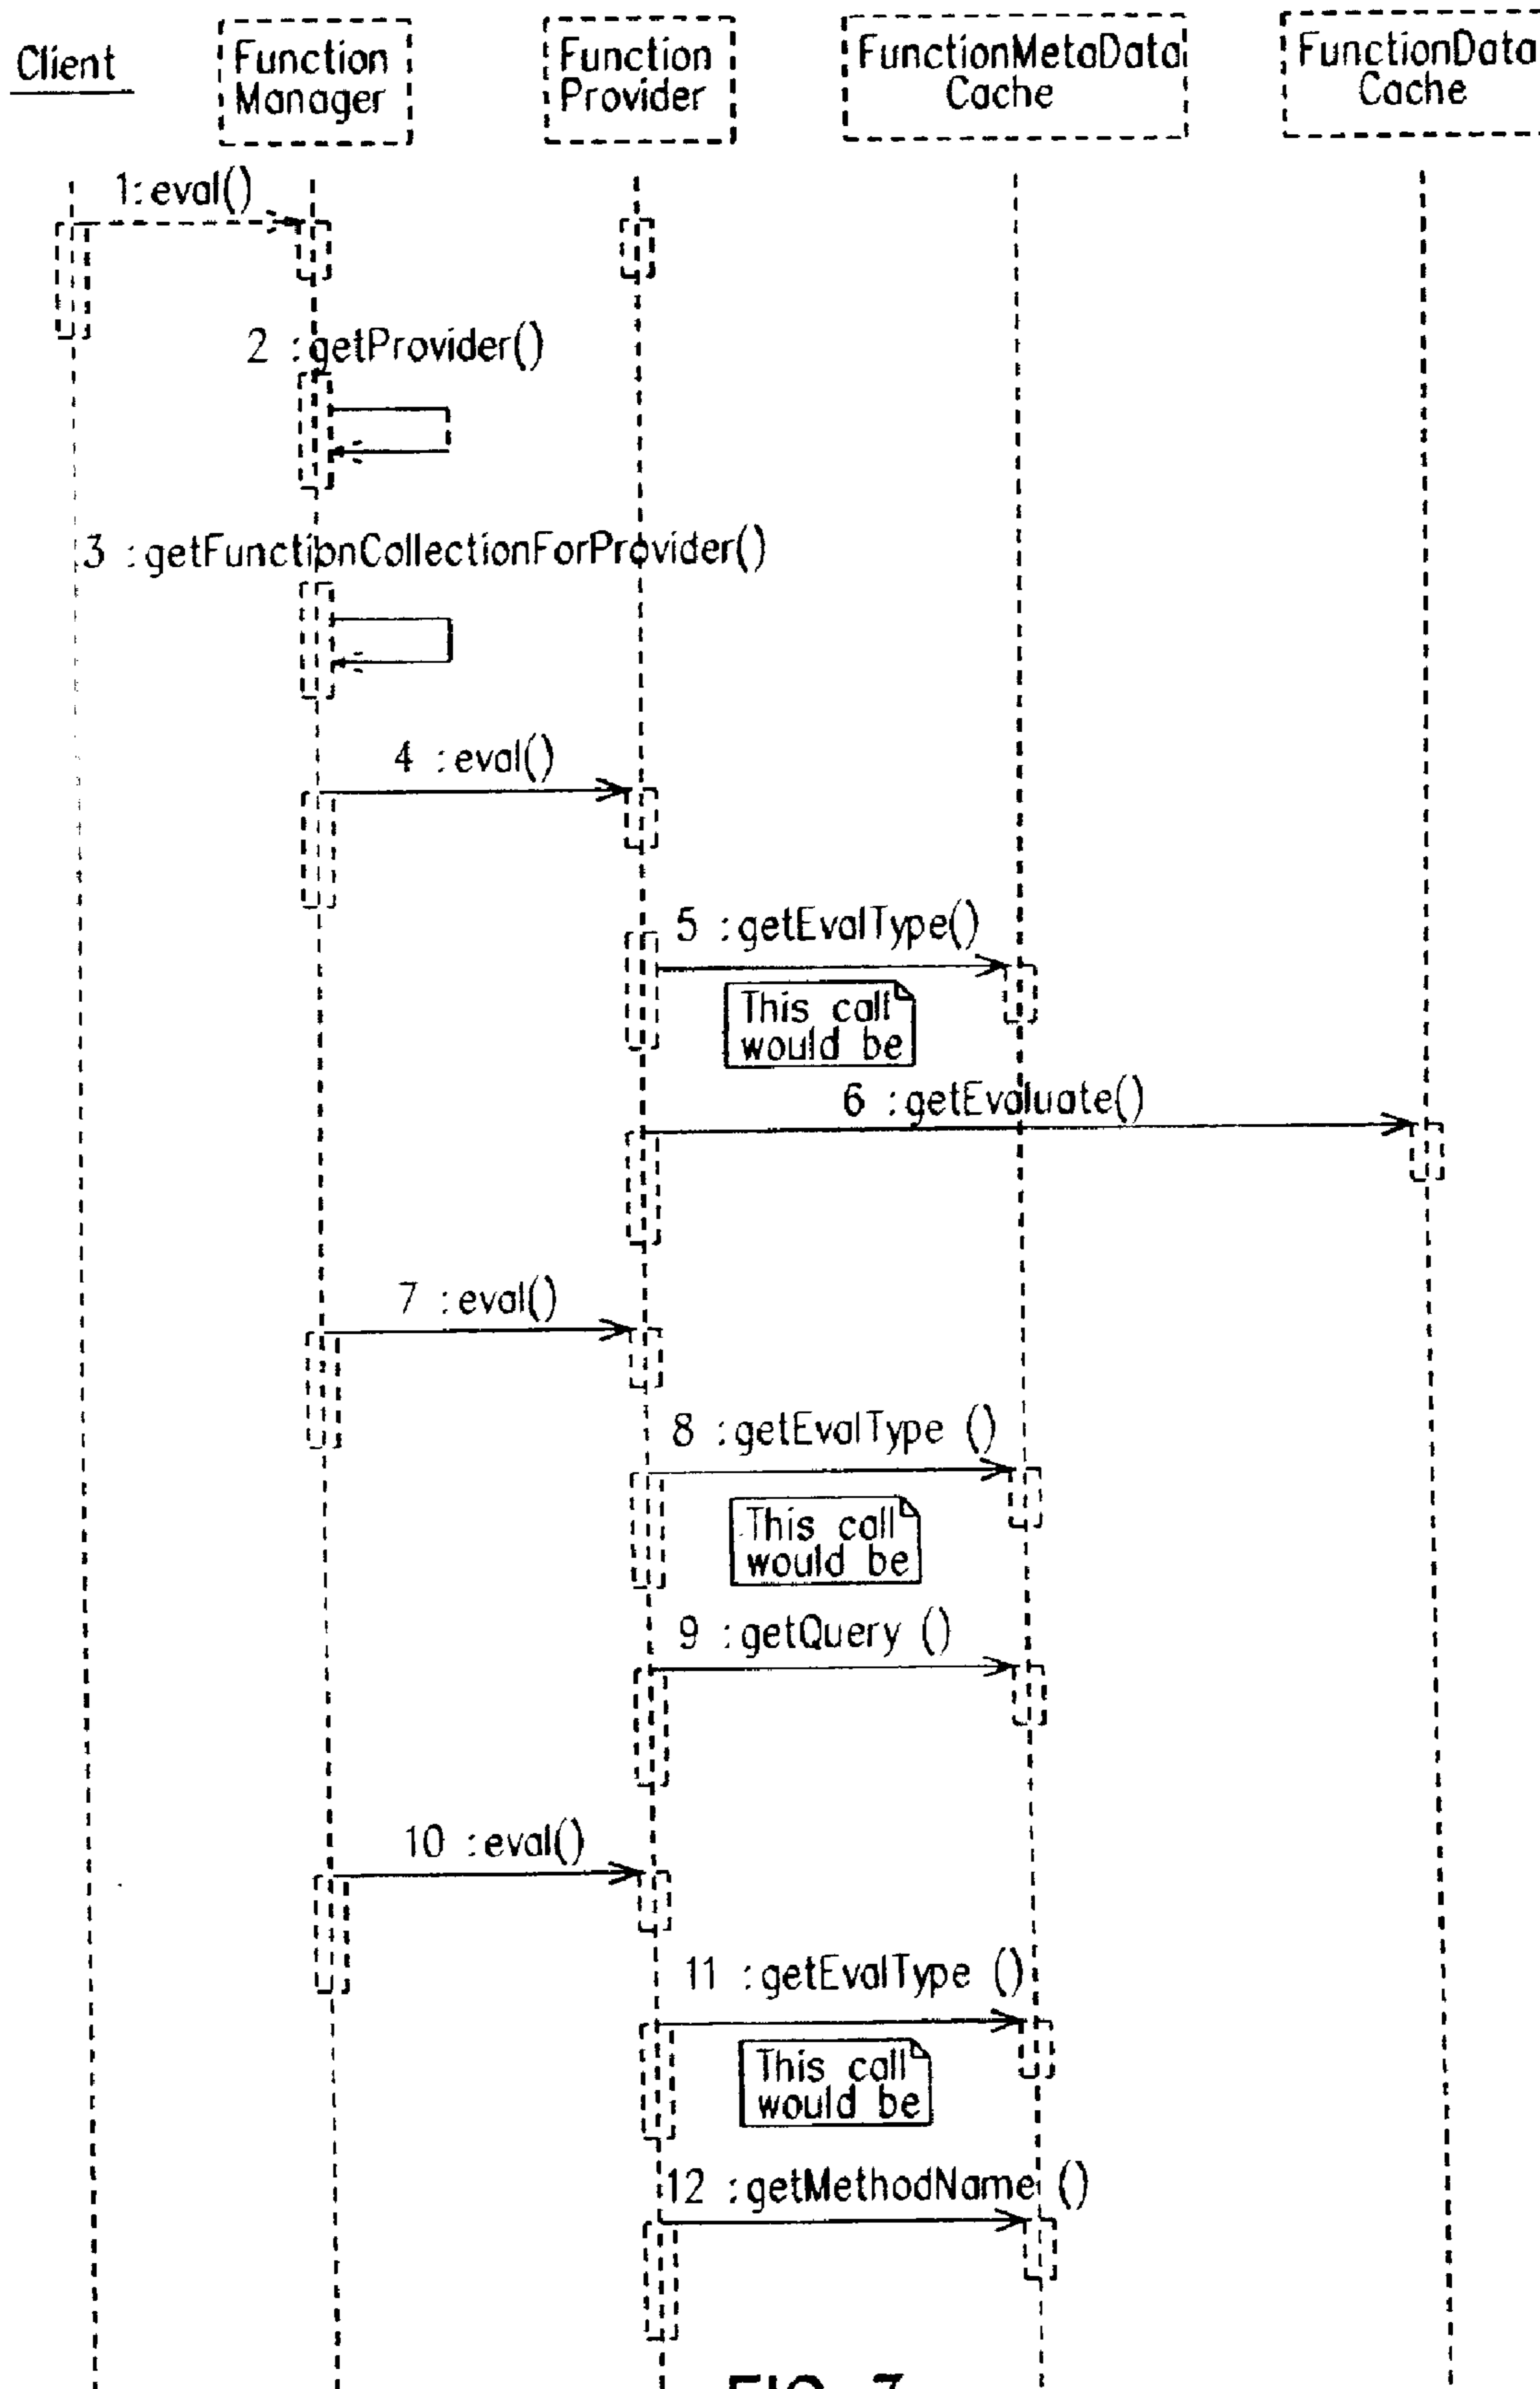 Client
Function
Manager
Function
Provider
FunctionMetaData
Cache
FunctionData
Cache
1:eval()
2 :getProvider()
3 :getFunctionCollectionForProvider()
4 :eval()
5 :getEvalType()
This call
would be
6 :getEvaluate()
7 :eval()
8 :getEvalType ()
This call
would be
9 :getQuery ()
10 :eval()
11 :getEvalType ()
This call
would be
12 :getMethodName ()